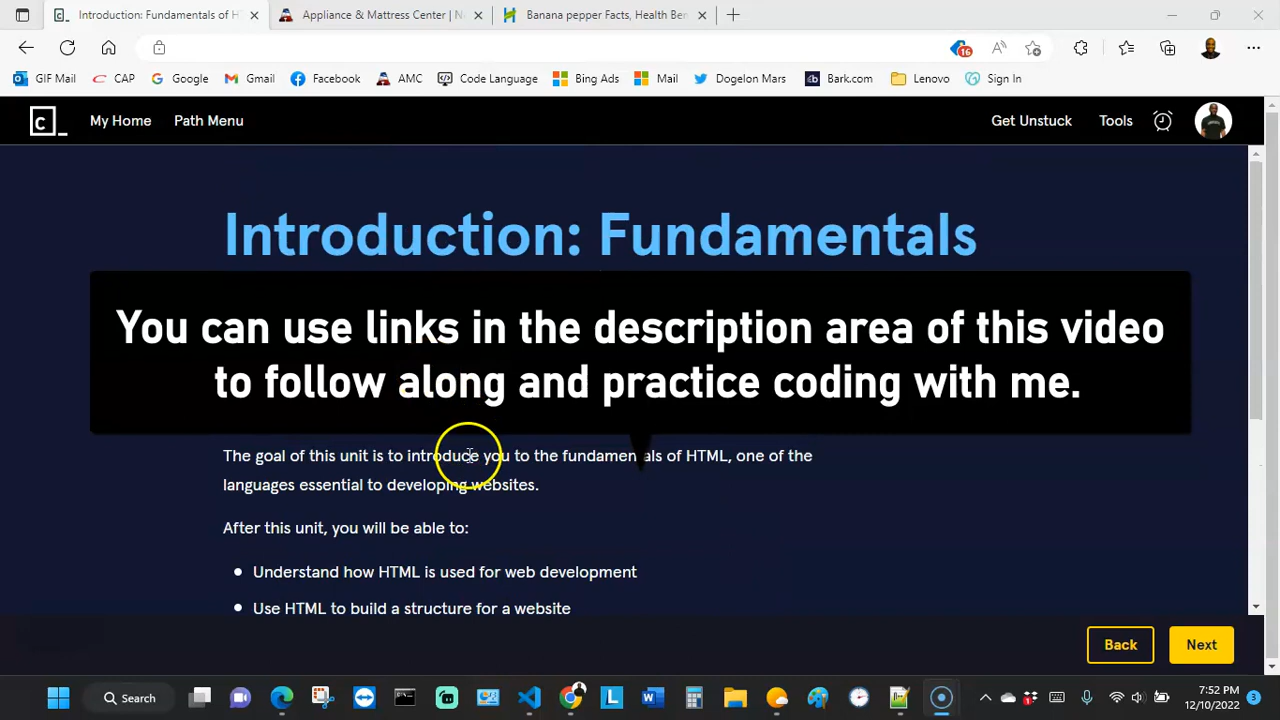 Introduction: Fundamentals of H
Appliance & Mattress Center | N
Banana pepper Facts, Health Ben
16
GIF Mail
CAP
Google
Gmail
Facebook
AMC
Code Language
Bing Ads
Mail
Dogelon Mars
Bark.com
Lenovo
Sign In
c_
My Home
Path Menu
Get Unstuck
Tools
Introduction: Fundamentals
You can use links in the description area of this video
to follow along and practice coding with me.
The goal of this unit is to introduce you to the fundamentals of HTML, one of the
languages essential to developing websites.
After this unit, you will be able to:
• Understand how HTML is used for web development
• Use HTML to build a structure for a website
Back
Next
Search
L
7:52 PM
12/10/2022
3